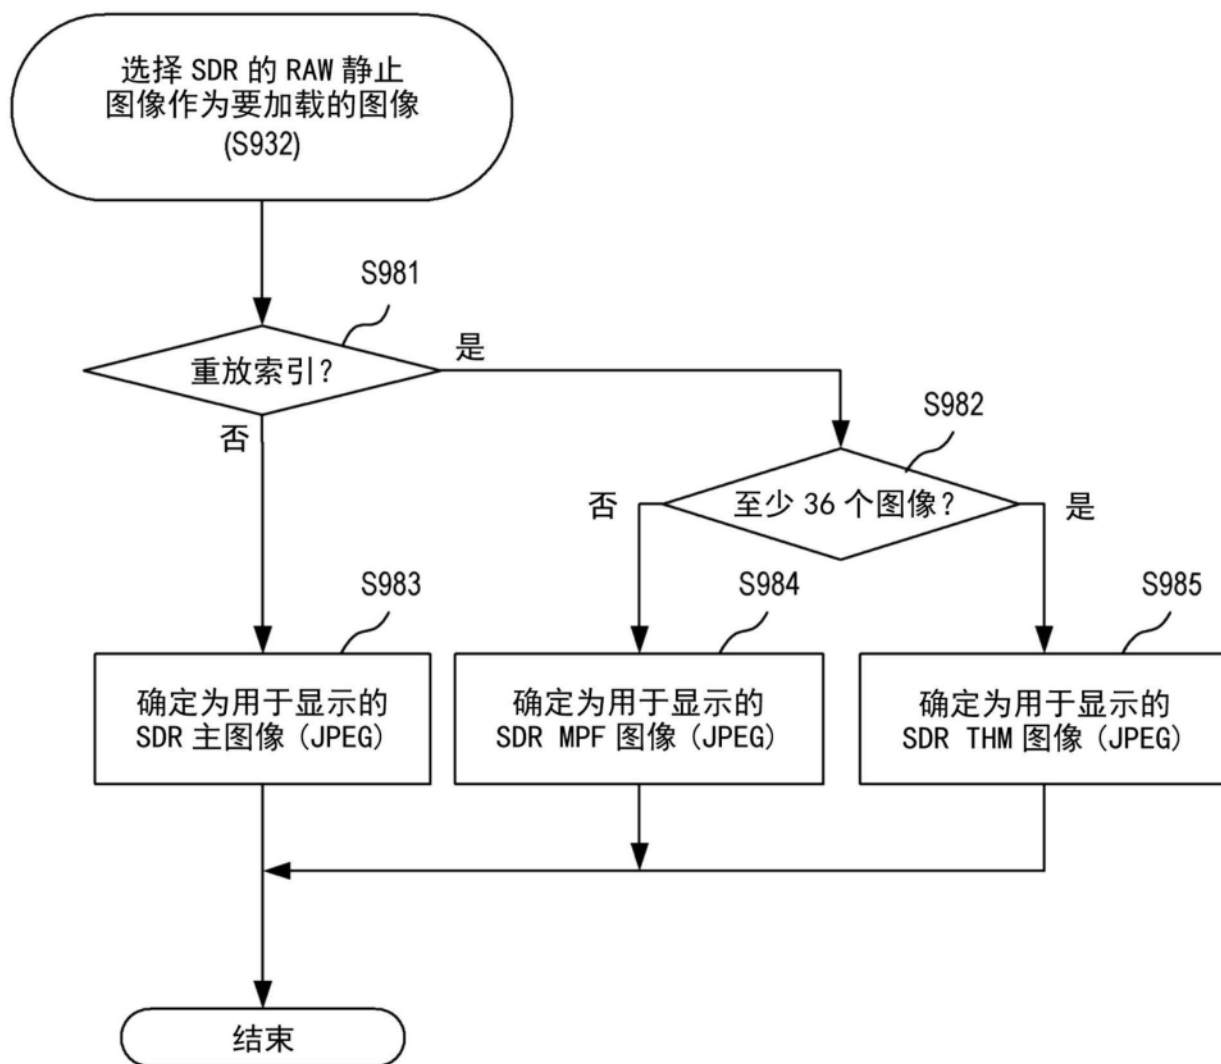 选择 SDR 的 RAW 静止
图像作为要加载的图像
(S932)
S981
重放索引?
是
否
S982
至少 36 个图像?
否
是
S983
S984
S985
确定为用于显示的
SDR 主图像 (JPEG)
确定为用于显示的
SDR MPF 图像 (JPEG)
确定为用于显示的
SDR THM 图像 (JPEG)
结束